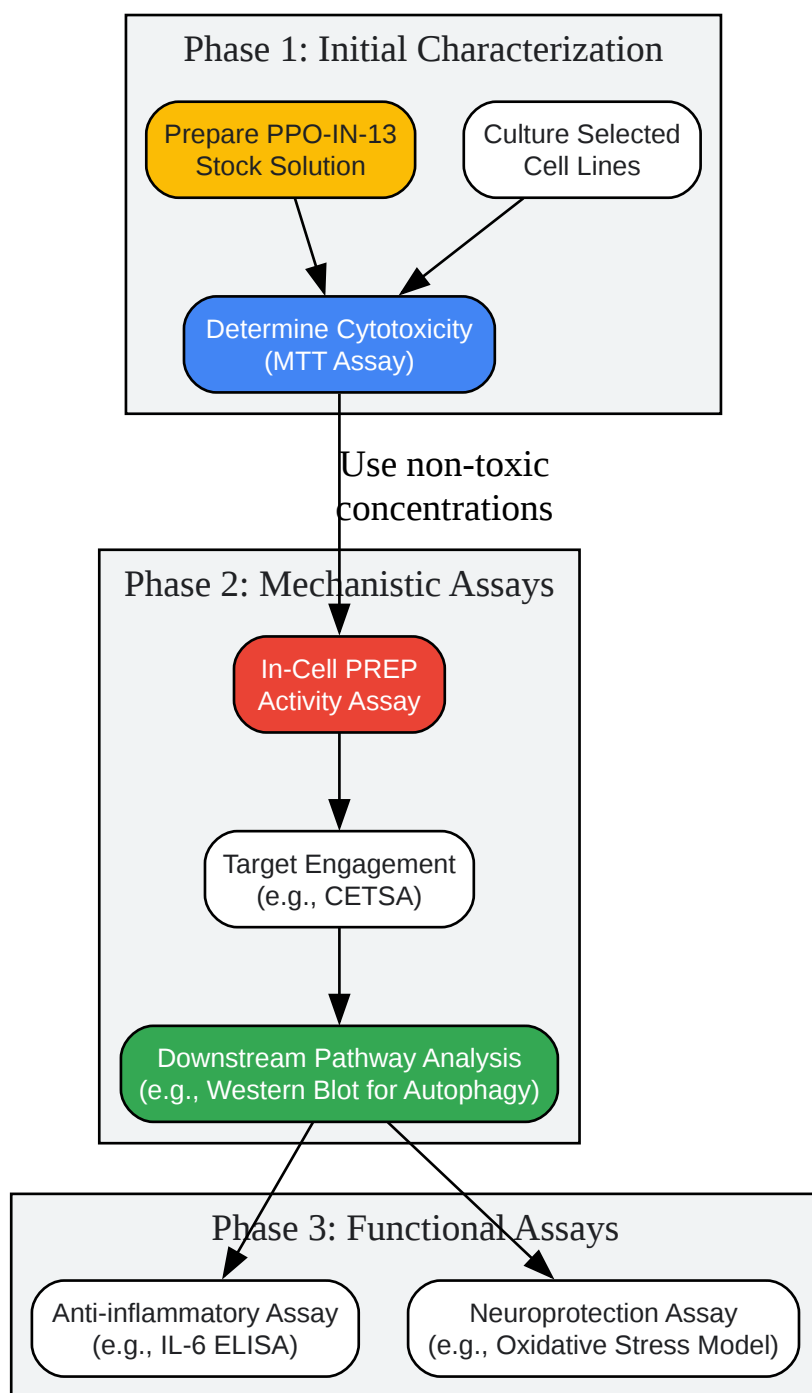 Phase 1: Initial Characterization
Prepare PPO-IN-13
Stock Solution
Culture Selected
Cell Lines
Determine Cytotoxicity
(MTT Assay)
Use non-toxic
concentrations
Phase 2: Mechanistic Assays
In-Cell PREP
Activity Assay
Target Engagement
(e.g., CETSA)
Downstream Pathway Analysis
(e.g., Western Blot for Autophagy)
Phase 3: Functional Assays
Anti-inflammatory Assay
(e.g., IL-6 ELISA)
Neuroprotection Assay
(e.g., Oxidative Stress Model)